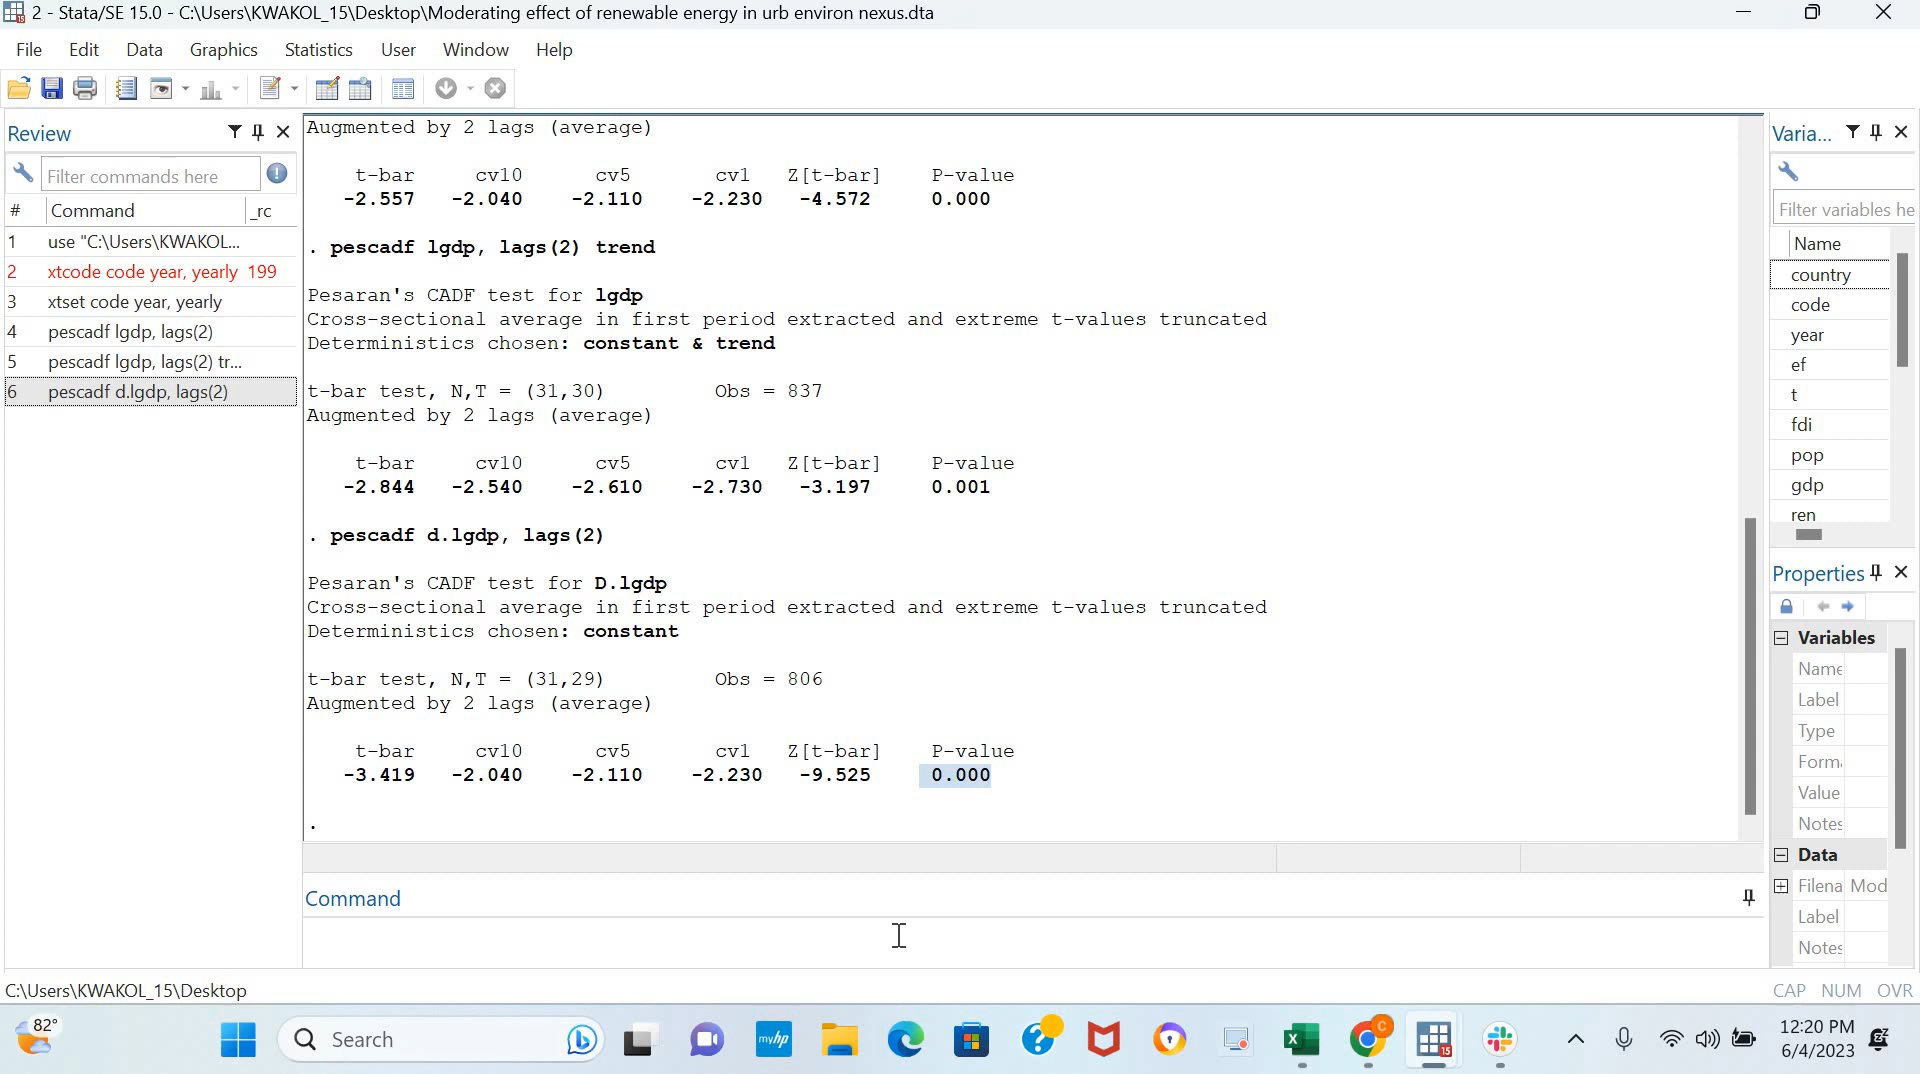 2 - Stata/SE 15.0 - C:\Users\KWAKOL_15\Desktop\Moderating effect of renewable energy in urb environ nexus.dta
File Edit Data Graphics Statistics User Window Help
Review
Filter commands here
# Command _rc
1 use "C:\Users\KWAKOL...
2 xtcode code year, yearly 199
3 xtset code year, yearly
4 pescadf lgdp, lags(2)
5 pescadf lgdp, lags(2) tr...
6 pescadf d.lgdp, lags(2)
Augmented by 2 lags (average)
t-bar cv10 cv5 cv1 Z[t-bar] P-value
-2.557 -2.040 -2.110 -2.230 -4.572 0.000
. pescadf lgdp, lags(2) trend
Pesaran's CADF test for lgdp
Cross-sectional average in first period extracted and extreme t-values truncated
Deterministics chosen: constant & trend
t-bar test, N,T = (31,30) Obs = 837
Augmented by 2 lags (average)
t-bar cv10 cv5 cv1 Z[t-bar] P-value
-2.844 -2.540 -2.610 -2.730 -3.197 0.001
. pescadf d.lgdp, lags(2)
Pesaran's CADF test for D.lgdp
Cross-sectional average in first period extracted and extreme t-values truncated
Deterministics chosen: constant
t-bar test, N,T = (31,29) Obs = 806
Augmented by 2 lags (average)
t-bar cv10 cv5 cv1 Z[t-bar] P-value
-3.419 -2.040 -2.110 -2.230 -9.525 0.000
.
Command
Varia...
Filter variables he
Name
country
code
year
ef
t
fdi
pop
gdp
ren
Properties
Variables
Name
Label
Type
Forma
Value
Notes
Data
Filena Mod
Label
Notes
C:\Users\KWAKOL_15\Desktop
CAP NUM OVR
82°
Search
myhp
12:20 PM
6/4/2023